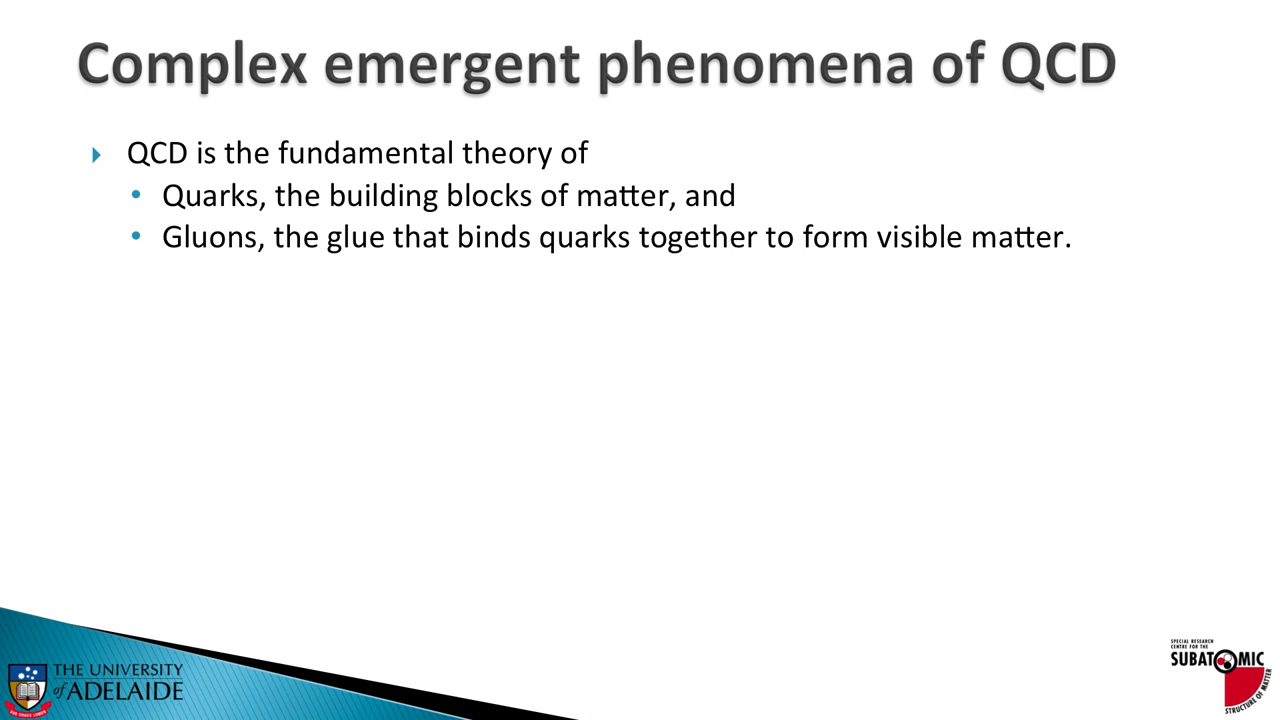 Complex emergent phenomena of QCD
QCD is the fundamental theory of
• Quarks, the building blocks of matter, and
• Gluons, the glue that binds quarks together to form visible matter.
THE UNIVERSITY
of ADELAIDE
SPECIAL RESEARCH
CENTRE FOR THE
SUBATOMIC
STRUCTURE OF MATTER